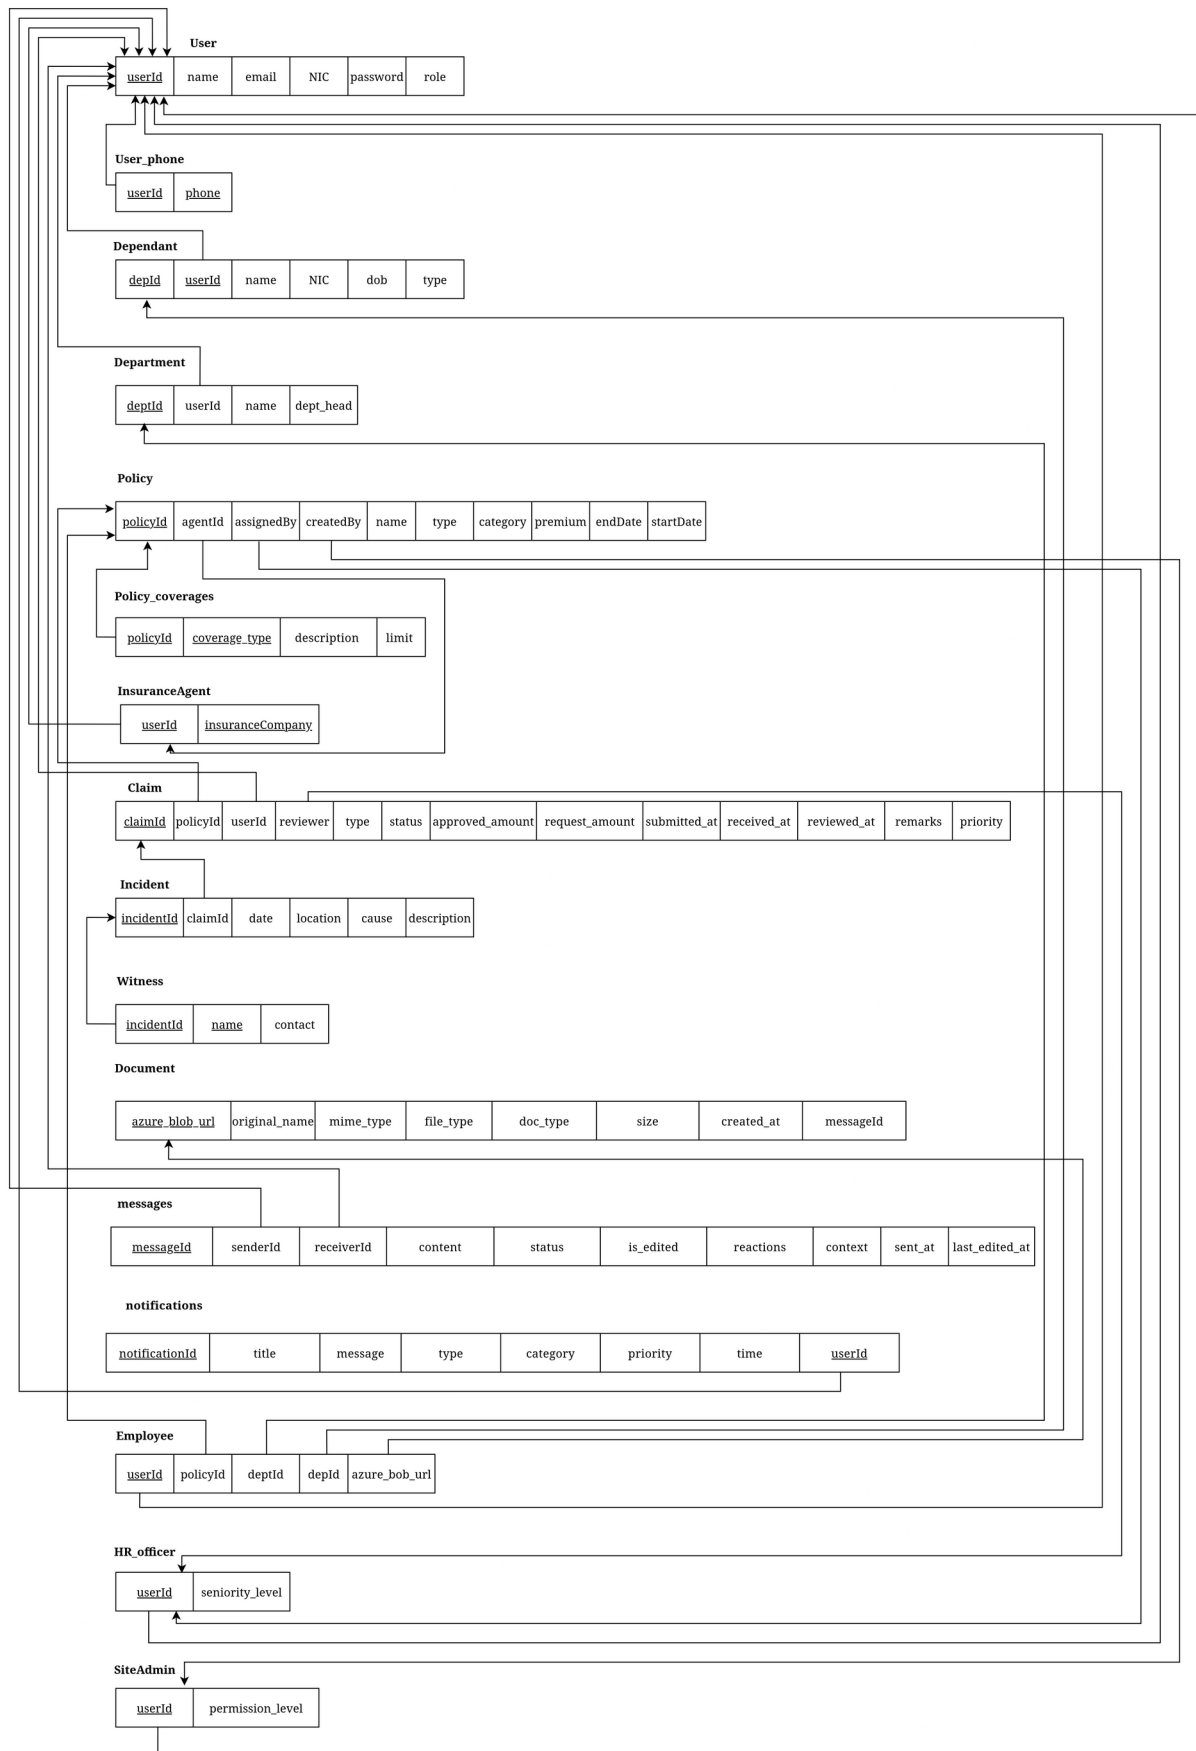 User
userId name email NIC password role
User_phone
userId phone
Dependant
depId userId name NIC dob type
Department
deptId userId name dept_head
Policy
policyId agentId assignedBy createdBy name type category premium endDate startDate
Policy_coverages
policyId coverage_type description limit
InsuranceAgent
userId insuranceCompany
Claim
claimId policyId userId reviewer type status approved_amount request_amount submitted_at received_at reviewed_at remarks priority
Incident
incidentId claimId date location cause description
Witness
incidentId name contact
Document
azure_blob_url original_name mime_type file_type doc_type size created_at messageId
messages
messageId senderId receiverId content status is_edited reactions context sent_at last_edited_at
notifications
notificationId title message type category priority time userId
Employee
userId policyId deptId depId azure_bob_url
HR_officer
userId seniority_level
SiteAdmin
userId permission_level